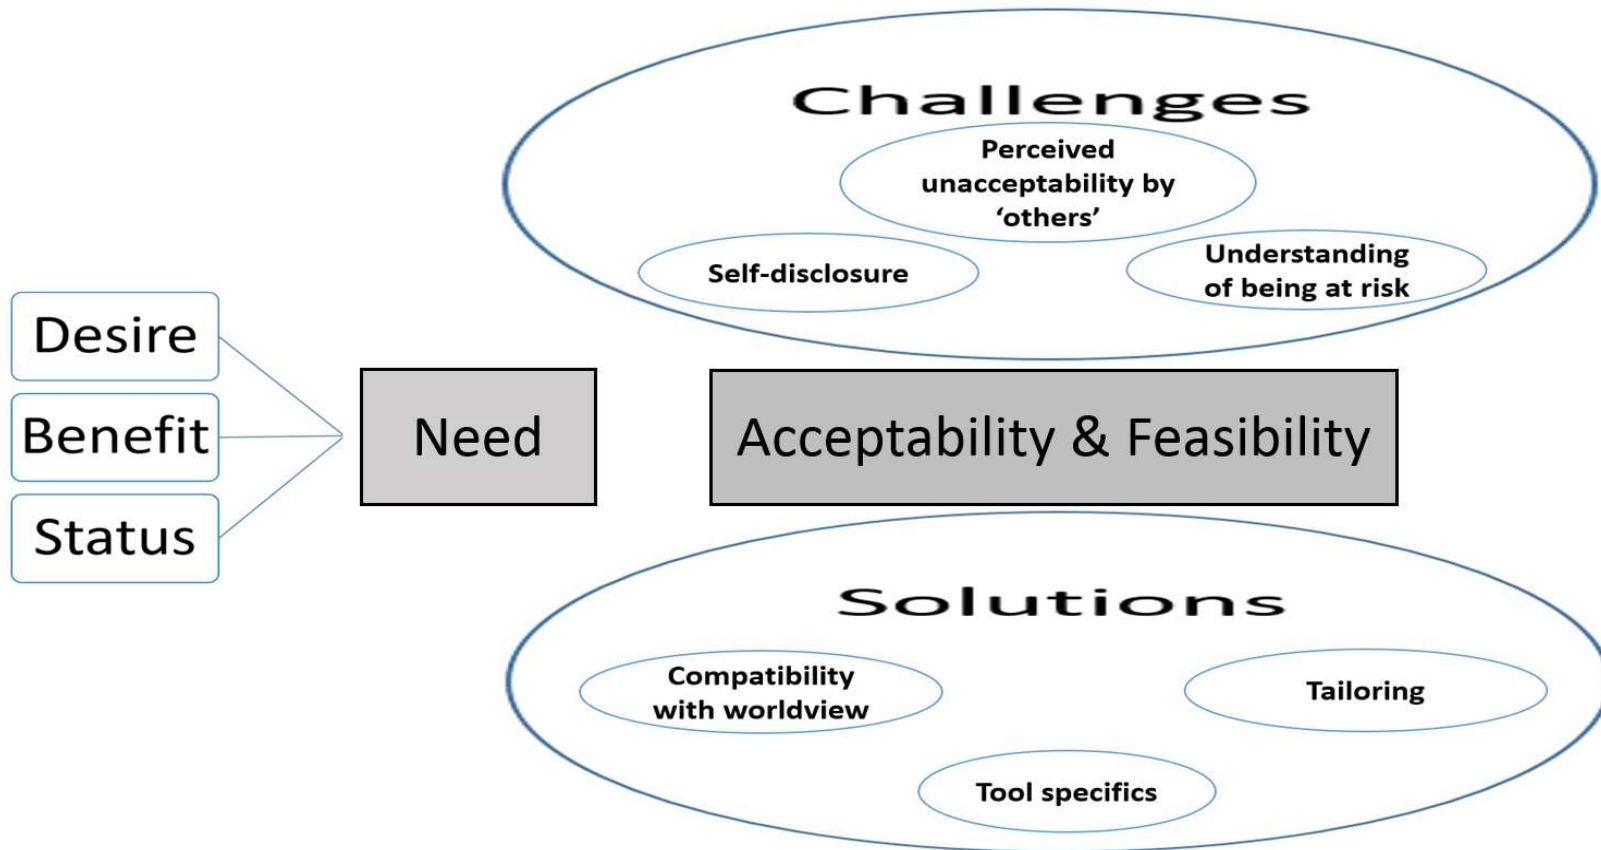 Challenges
Perceived
unacceptability by
‘others’
Self-disclosure
Understanding
of being at risk
Desire
Benefit
Status
Need
Acceptability & Feasibility
Solutions
Compatibility
with worldview
Tailoring
Tool specifics